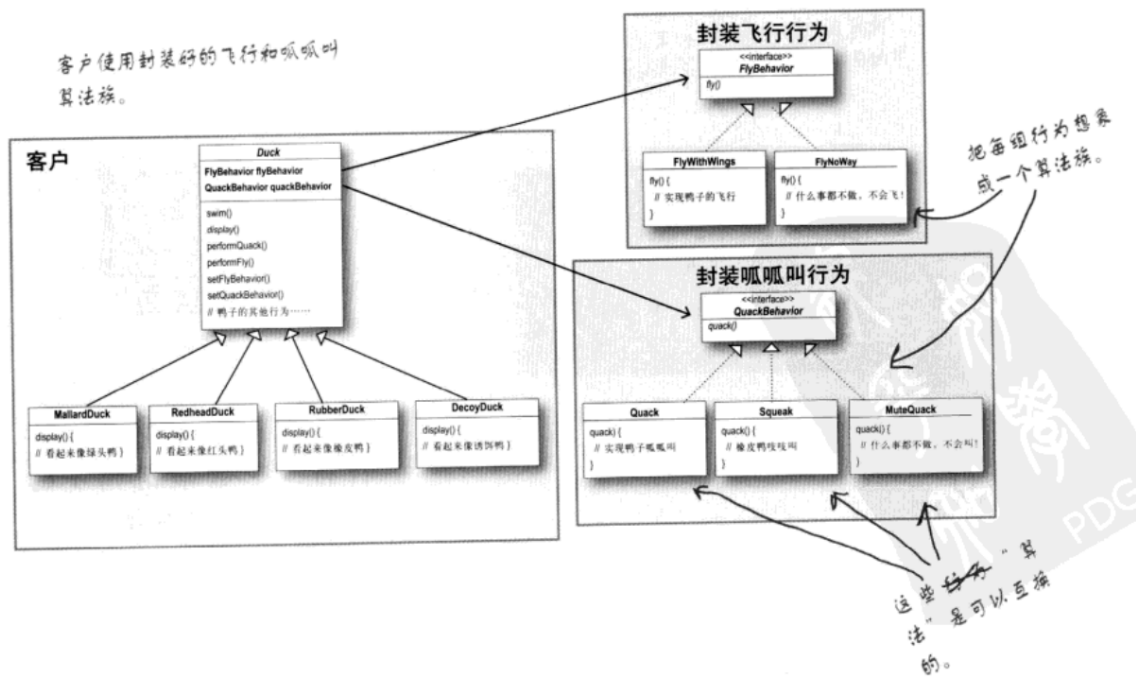 客户使用封装好的飞行和呱呱叫
算法族。
客户
Duck
FlyBehavior flyBehavior
QuackBehavior quackBehavior
swim()
display()
performQuack()
performFly()
setFlyBehavior()
setQuackBehavior()
// 鸭子的其他行为……
MallardDuck
display() {
// 看起来像绿头鸭 }
RedheadDuck
display() {
// 看起来像红头鸭 }
RubberDuck
display() {
// 看起来像橡皮鸭 }
DecoyDuck
display() {
// 看起来像诱饵鸭 }
封装飞行行为
<<interface>>
FlyBehavior
fly()
FlyWithWings
fly() {
// 实现鸭子的飞行
}
FlyNoWay
fly() {
// 什么事都不做，不会飞！
}
把每组行为想象
成一个算法族。
封装呱呱叫行为
<<interface>>
QuackBehavior
quack()
Quack
quack) {
// 实现鸭子呱呱叫
}
Squeak
quack() {
// 橡皮鸭吱吱叫
}
MuteQuack
quack() {
// 什么事都不做，不会叫！
}
这些行为“算
法”是可以互换
的。
PDG